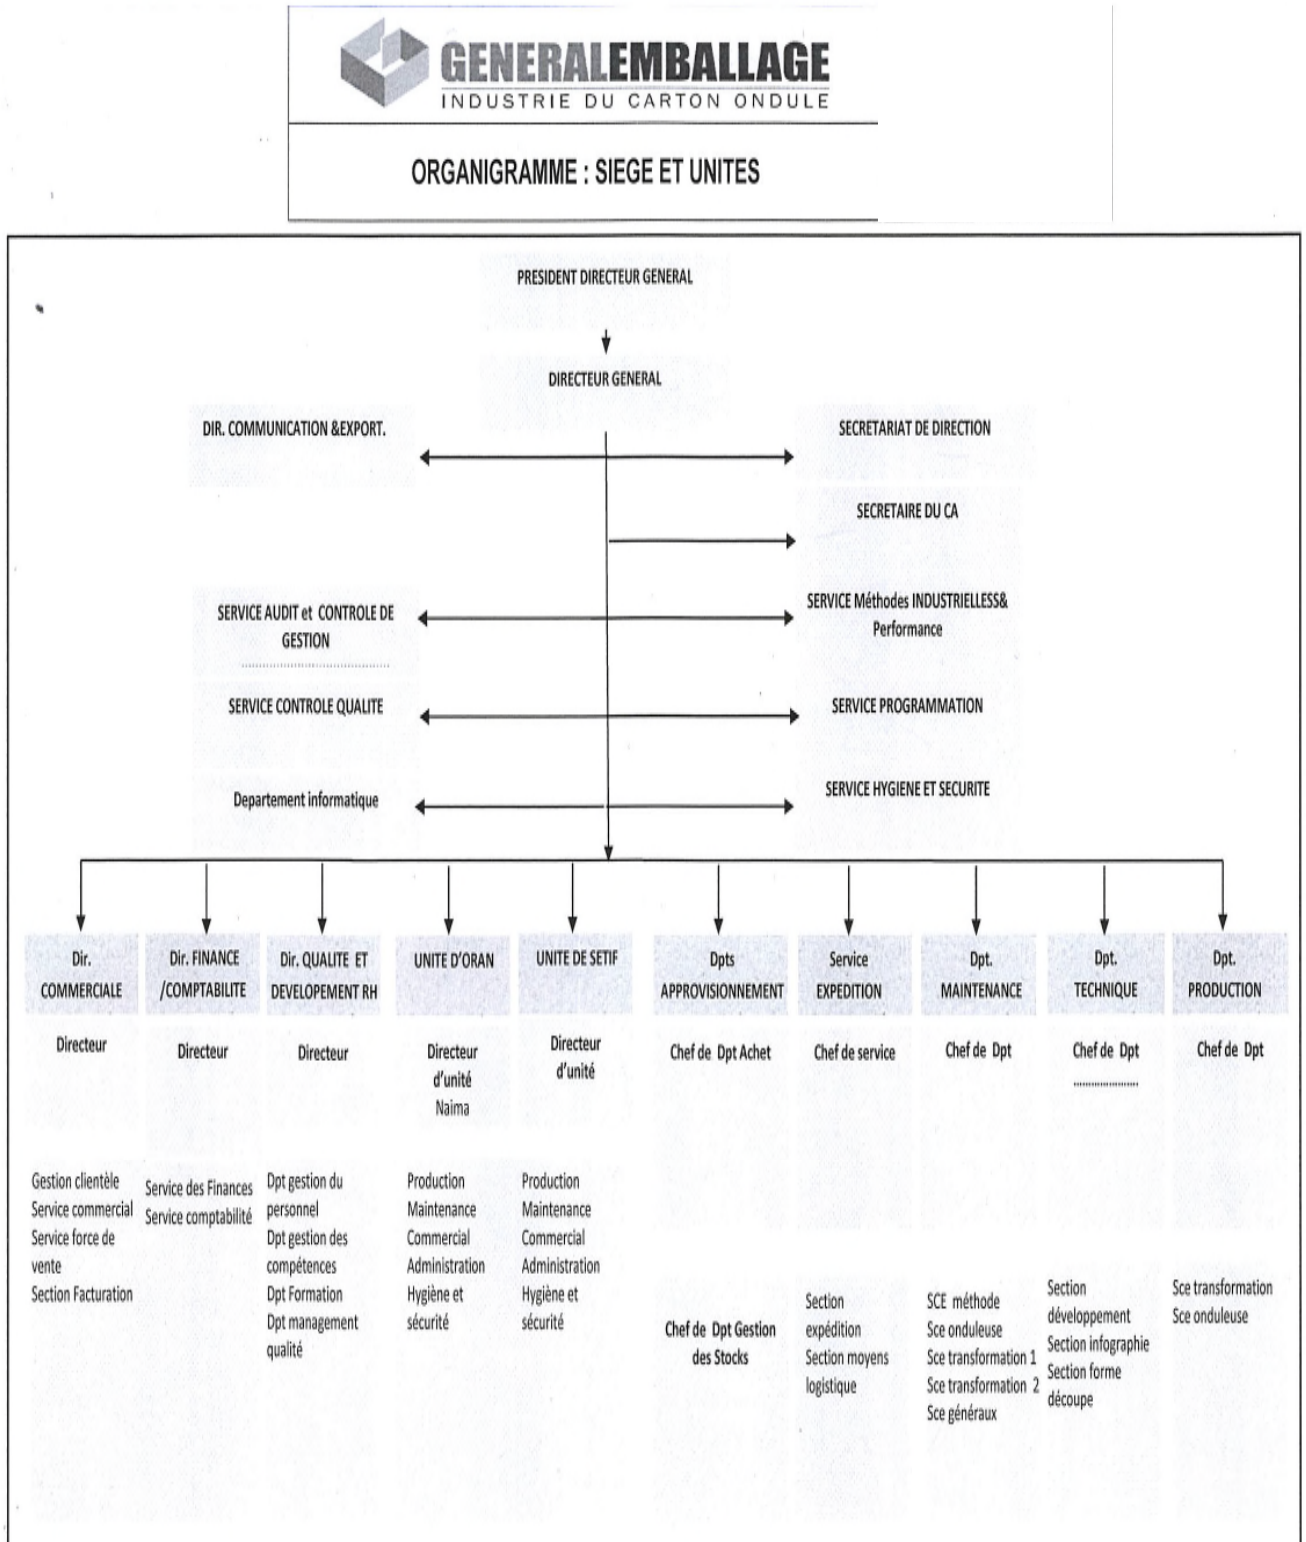 GENERALEMBALLAGE
INDUSTRIE DU CARTON ONDULE
ORGANIGRAMME : SIEGE ET UNITES
PRESIDENT DIRECTEUR GENERAL
DIRECTEUR GENERAL
DIR. COMMUNICATION &EXPORT.
SECRETARIAT DE DIRECTION
SECRETAIRE DU CA
SERVICE AUDIT et CONTROLE DE
GESTION
SERVICE Méthodes INDUSTRIELLESS&
Performance
SERVICE CONTROLE QUALITE
SERVICE PROGRAMMATION
Departement informatique
SERVICE HYGIENE ET SECURITE
Dir.
COMMERCIALE
Directeur
Gestion clientèle
Service commercial
Service force de
vente
Section Facturation
Dir. FINANCE
/COMPTABILITE
Directeur
Service des Finances
Service comptabilité
Dir. QUALITE ET
DEVELOPEMENT RH
Directeur
Dpt gestion du
personnel
Dpt gestion des
compétences
Dpt Formation
Dpt management
qualité
UNITE D'ORAN
Directeur
d'unité
Naima
Production
Maintenance
Commercial
Administration
Hygiène et
sécurité
UNITE DE SETIF
Directeur
d'unité
Production
Maintenance
Commercial
Administration
Hygiène et
sécurité
Dpts
APPROVISIONNEMENT
Chef de Dpt Achet
Chef de Dpt Gestion
des Stocks
Service
EXPEDITION
Chef de service
Section
expédition
Section moyens
logistique
Dpt.
MAINTENANCE
Chef de Dpt
SCE méthode
Sce onduleuse
Sce transformation 1
Sce transformation 2
Sce généraux
Dpt.
TECHNIQUE
Chef de Dpt
Section
développement
Section infographie
Section forme
découpe
Dpt.
PRODUCTION
Chef de Dpt
Sce transformation
Sce onduleuse